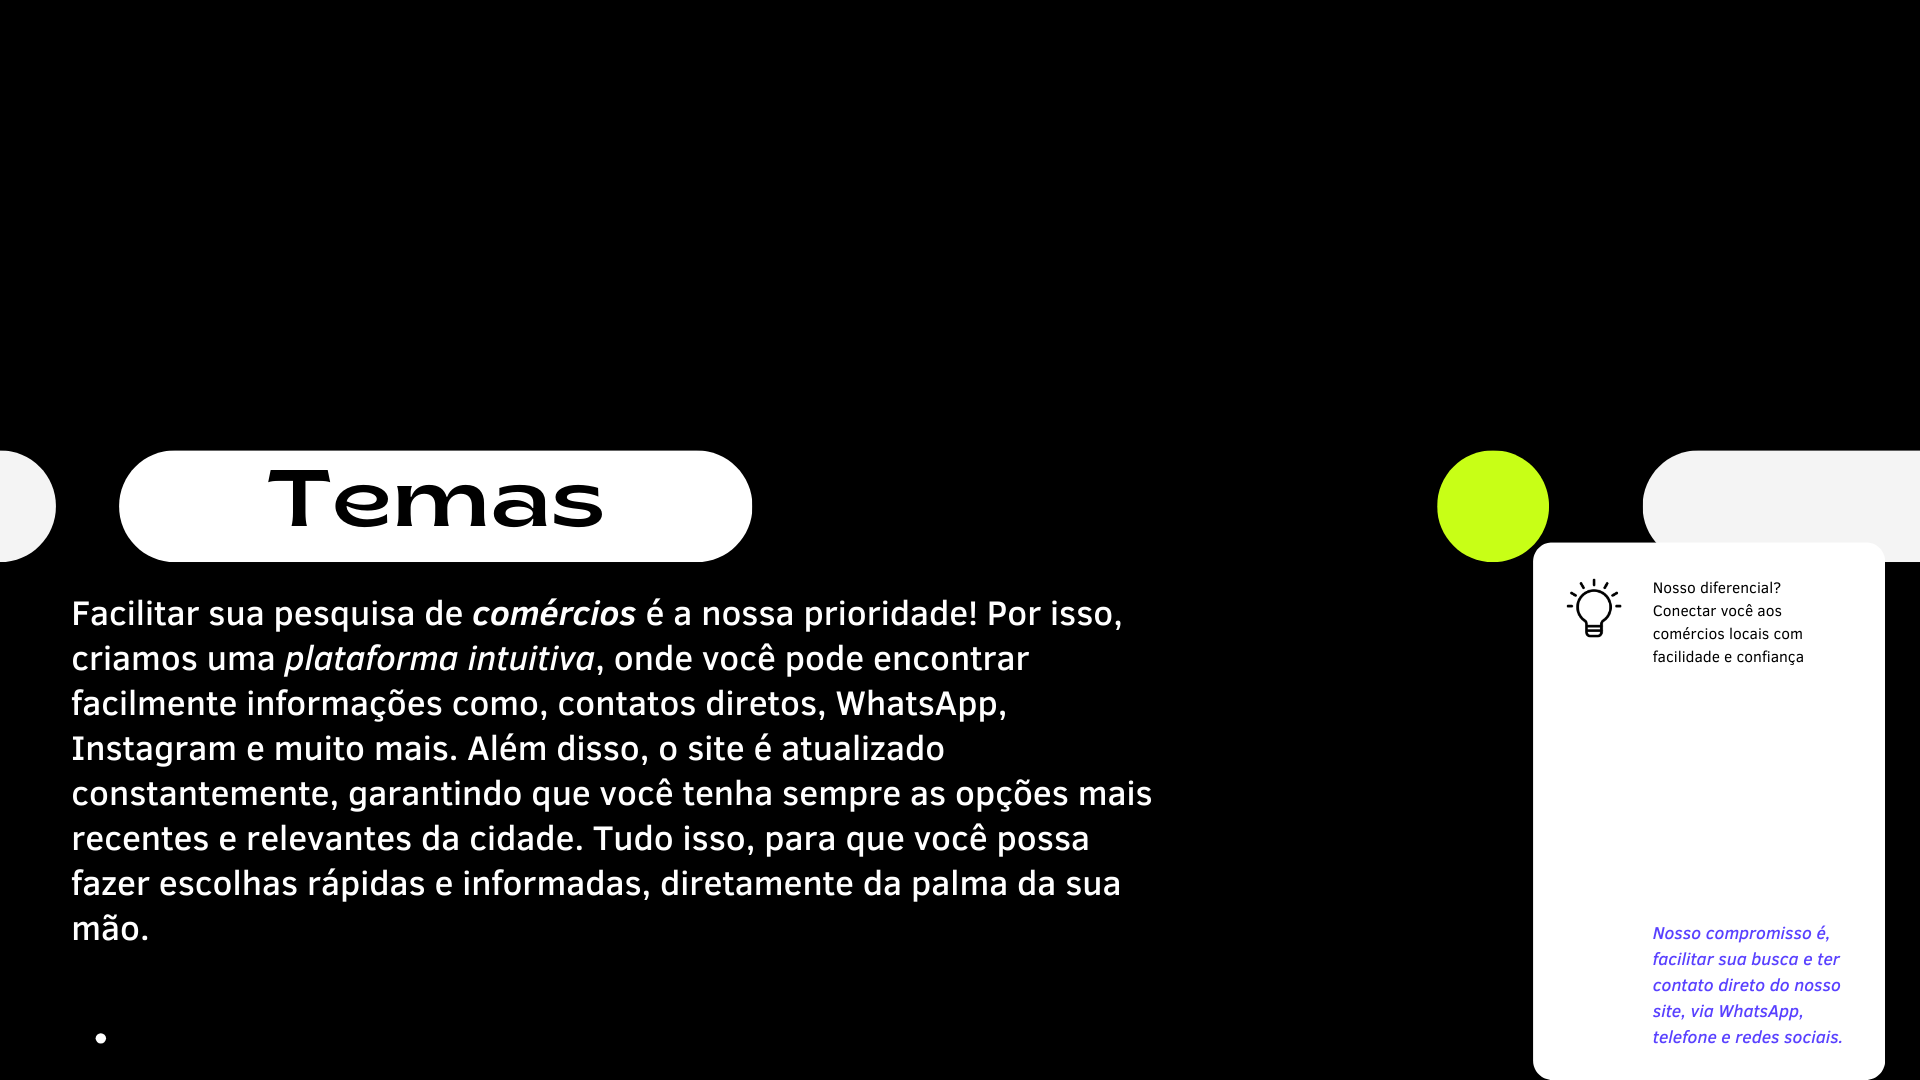 Temas
Facilitar sua pesquisa de comércios é a nossa prioridade! Por isso,
criamos uma plataforma intuitiva, onde você pode encontrar
facilmente informações como, contatos diretos, WhatsApp,
Instagram e muito mais. Além disso, o site é atualizado
constantemente, garantindo que você tenha sempre as opções mais
recentes e relevantes da cidade. Tudo isso, para que você possa
fazer escolhas rápidas e informadas, diretamente da palma da sua
mão.
Nosso diferencial?
Conectar você aos
comércios locais com
facilidade e confiança
Nosso compromisso é,
facilitar sua busca e ter
contato direto do nosso
site, via WhatsApp,
telefone e redes sociais.